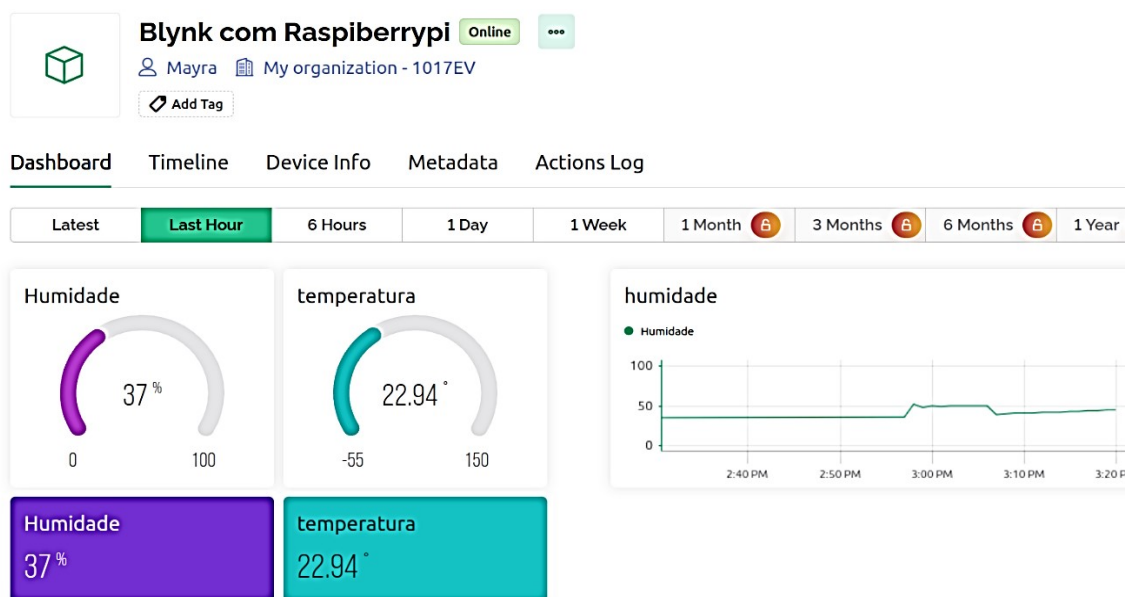 Blynk com Raspiberrypi Online
Mayra My organization - 1017EV
Add Tag
Dashboard Timeline Device Info Metadata Actions Log
Latest Last Hour 6 Hours 1 Day 1 Week 1 Month 3 Months 6 Months 1 Year
Humidade
37 %
0 100
temperatura
22.94 °
-55 150
humidade
Humidade
100
50
0
2:40 PM 2:50 PM 3:00 PM 3:10 PM 3:20 P
Humidade
37 %
temperatura
22.94 °